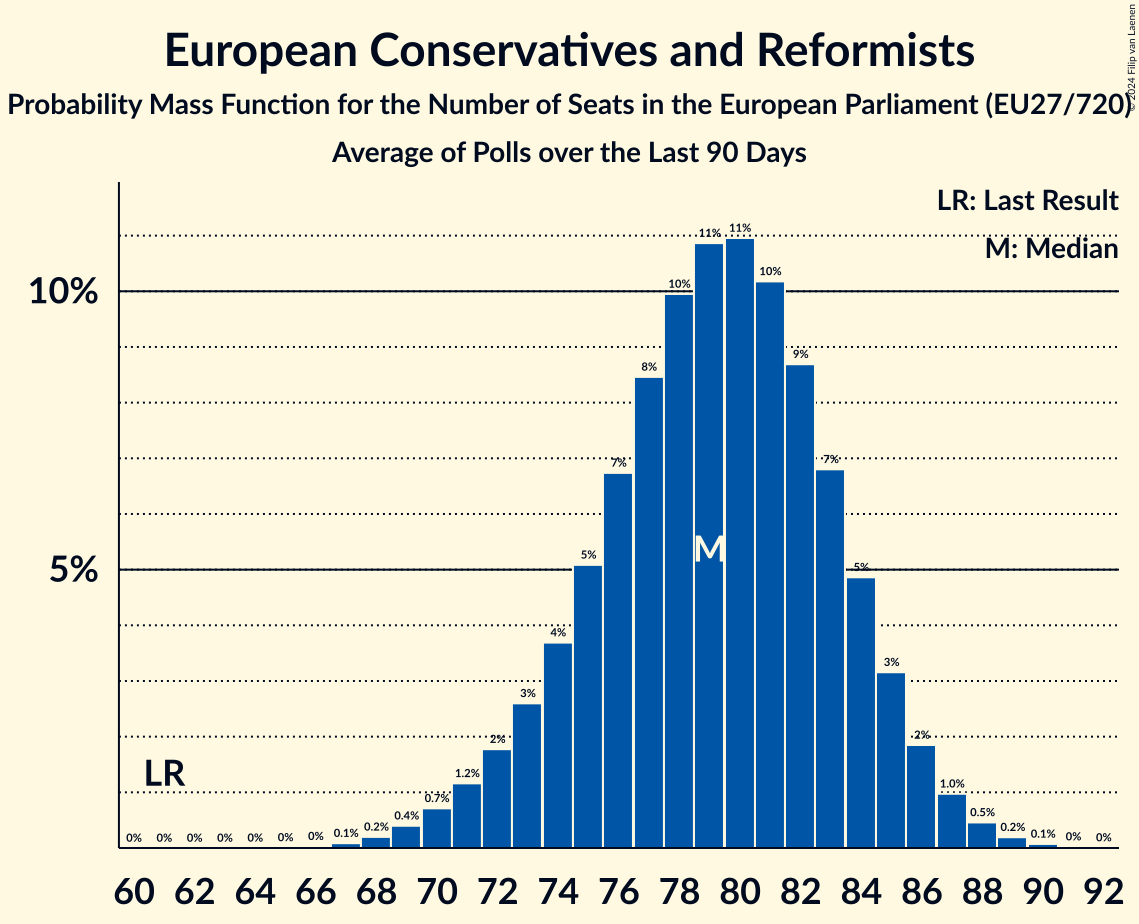 © 2024 Filip van Laenen
European Conservatives and Reformists
Probability Mass Function for the Number of Seats in the European Parliament (EU27/720)
Average of Polls over the Last 90 Days
LR: Last Result
M: Median
10%
5%
LR
M
0% 0% 0% 0% 0% 0% 0% 0.1% 0.2% 0.4% 0.7% 1.2% 2% 3% 4% 5% 7% 8% 10% 11% 11% 10% 9% 7% 5% 3% 2% 1.0% 0.5% 0.2% 0.1% 0% 0%
60 62 64 66 68 70 72 74 76 78 80 82 84 86 88 90 92